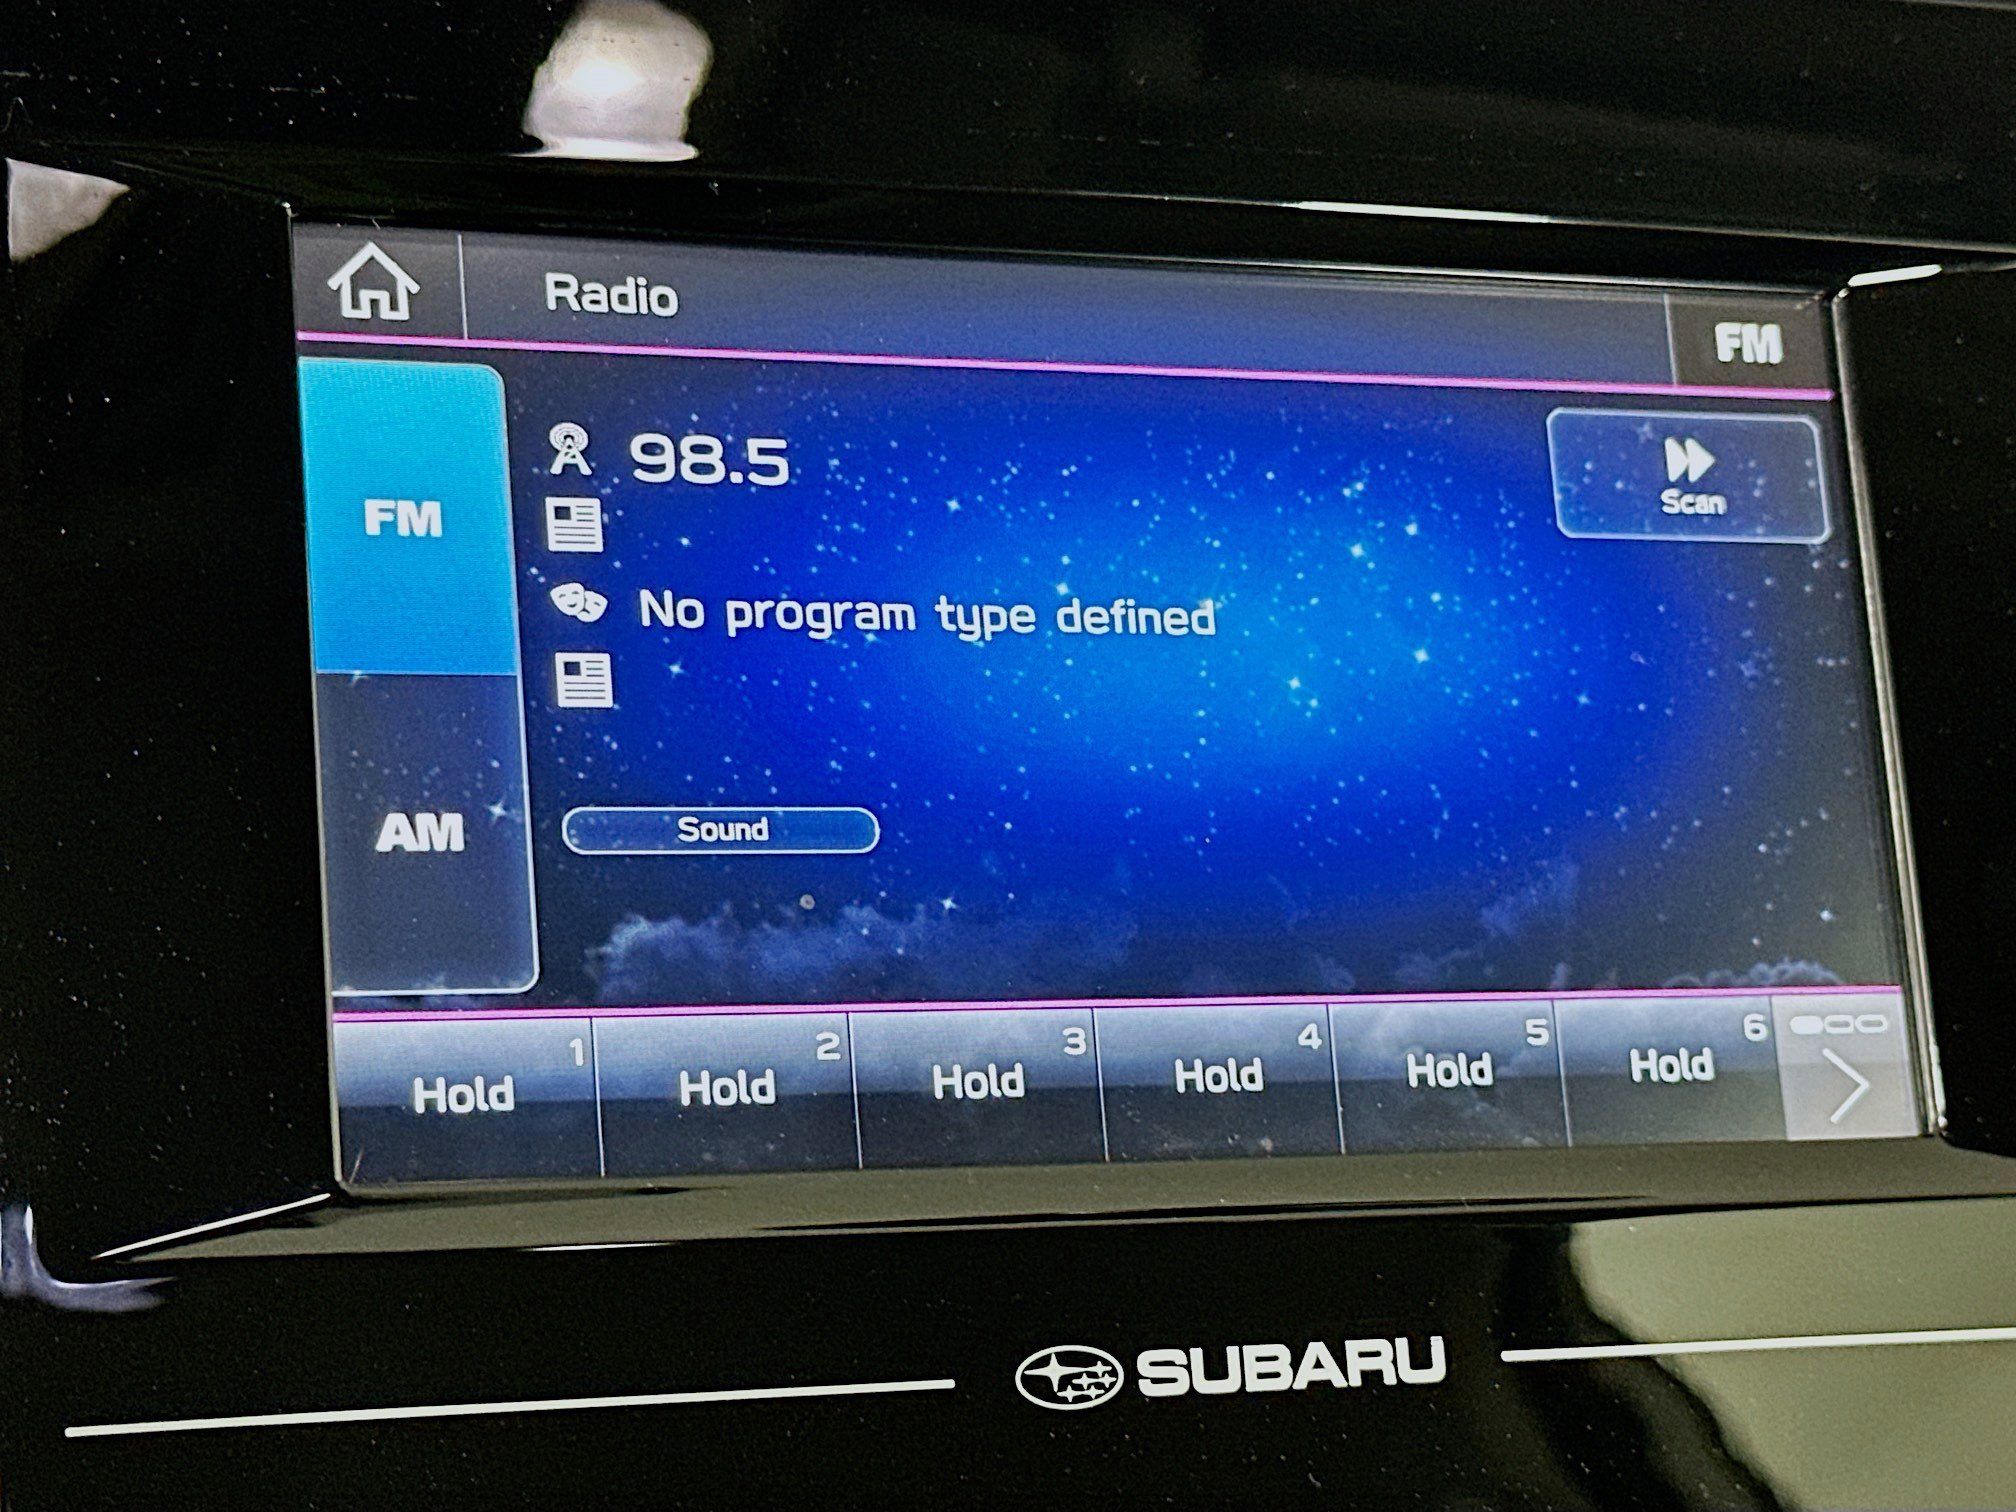 Radio
FM
FM
98.5
Scan
No program type defined
AM
Sound
1
Hold
2
Hold
3
Hold
4
Hold
5
Hold
6
Hold
SUBARU